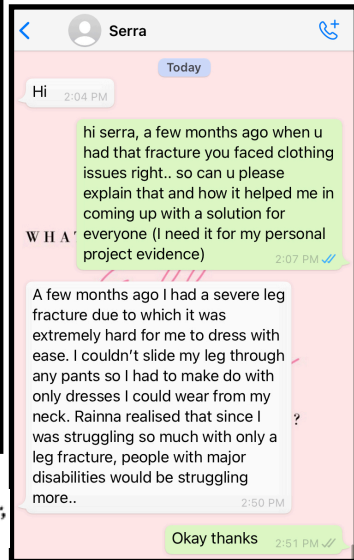 Serra
Today
Hi
2:04 PM
hi serra, a few months ago when u
had that fracture you faced clothing
issues right.. so can u please
explain that and how it helped me in
coming up with a solution for
everyone (I need it for my personal
project evidence)
2:07 PM
WHA
A few months ago I had a severe leg
fracture due to which it was
extremely hard for me to dress with
ease. I couldn't slide my leg through
any pants so I had to make do with
only dresses I could wear from my
neck. Rainna realised that since I
was struggling so much with only a
leg fracture, people with major
disabilities would be struggling
more..
2:50 PM
?
Okay thanks
2:51 PM